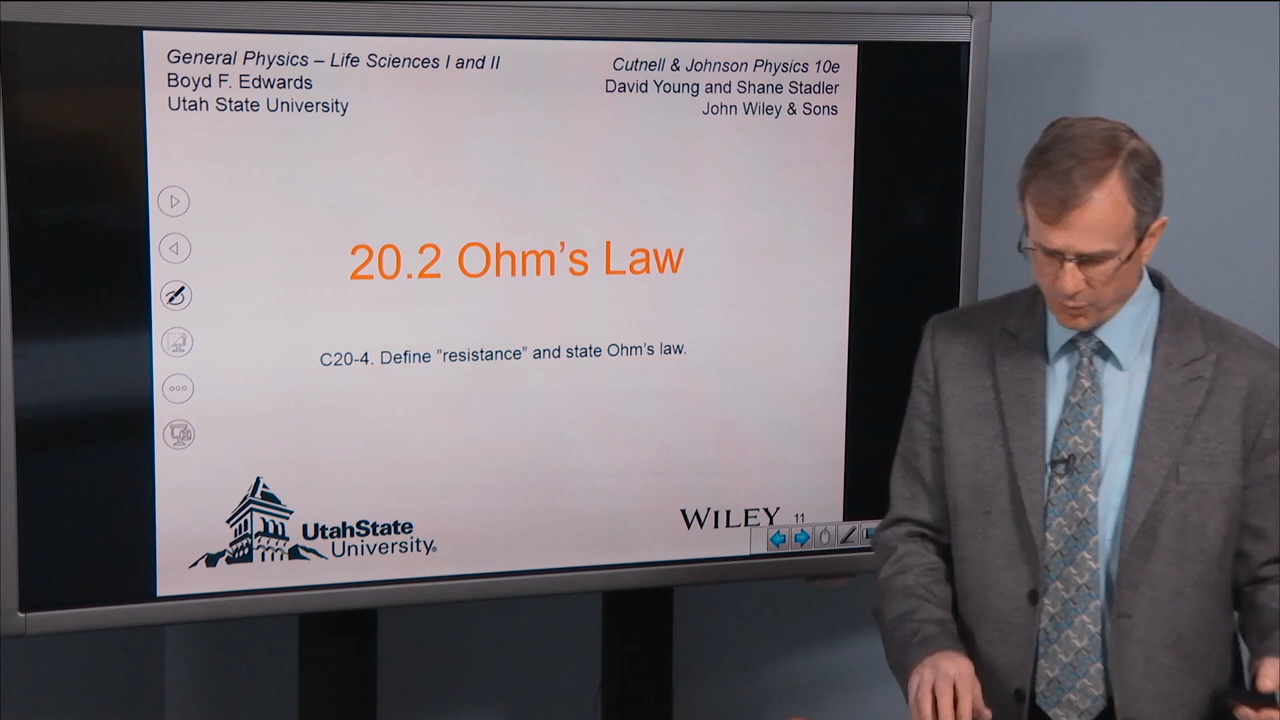 General Physics – Life Sciences I and II
Boyd F. Edwards
Utah State University
Cutnell & Johnson Physics 10e
David Young and Shane Stadler
John Wiley & Sons
20.2 Ohm's Law
C20-4. Define "resistance" and state Ohm's law.
UtahState
University®
WILEY
11